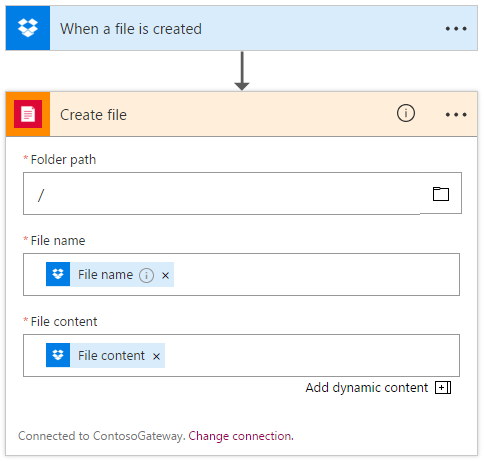 When a file is created
Create file
* Folder path
/
* File name
File name
* File content
File content
Add dynamic content
Connected to ContosoGateway. Change connection.